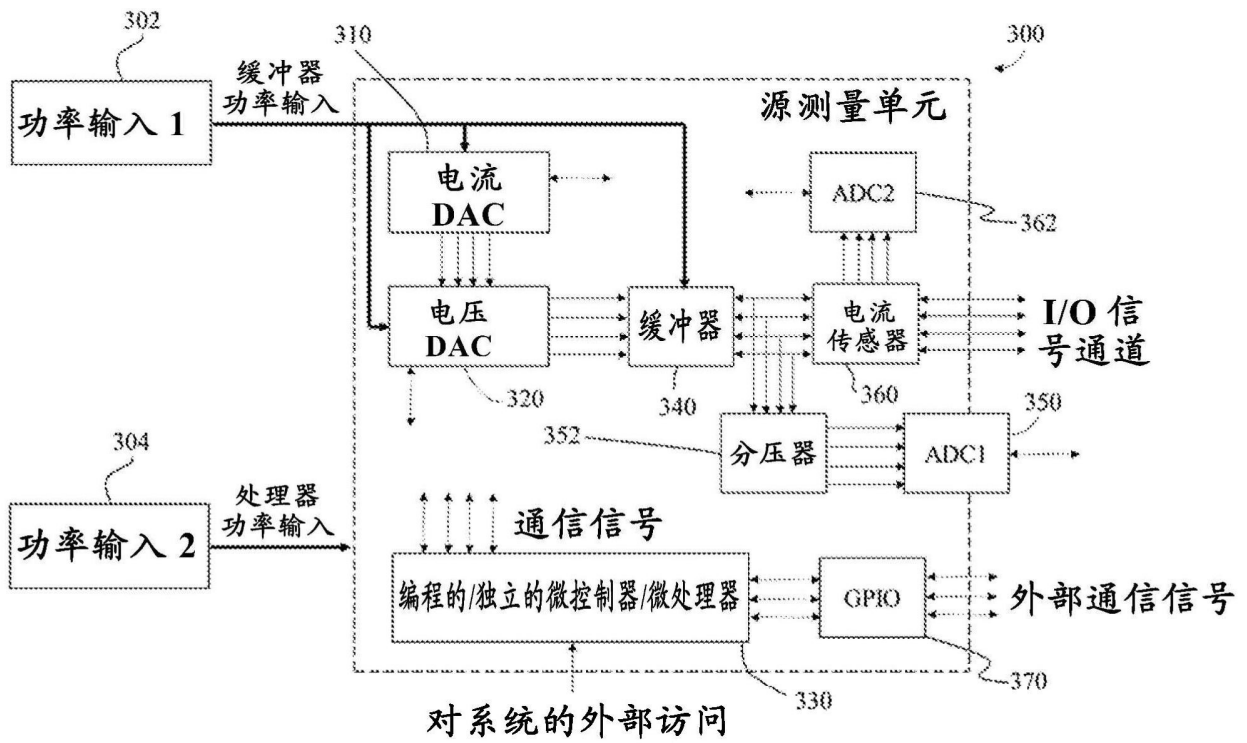 302
310
300
缓冲器
功率输入
功率输入 1
源测量单元
电流
DAC
ADC2
362
电压
DAC
缓冲器
电流
传感器
I/O 信
号通道
320
340
360
350
352
分压器
ADC1
304
处理器
功率输入
功率输入 2
通信信号
编程的/独立的微控制器/微处理器
GPIO
外部通信信号
330
370
对系统的外部访问